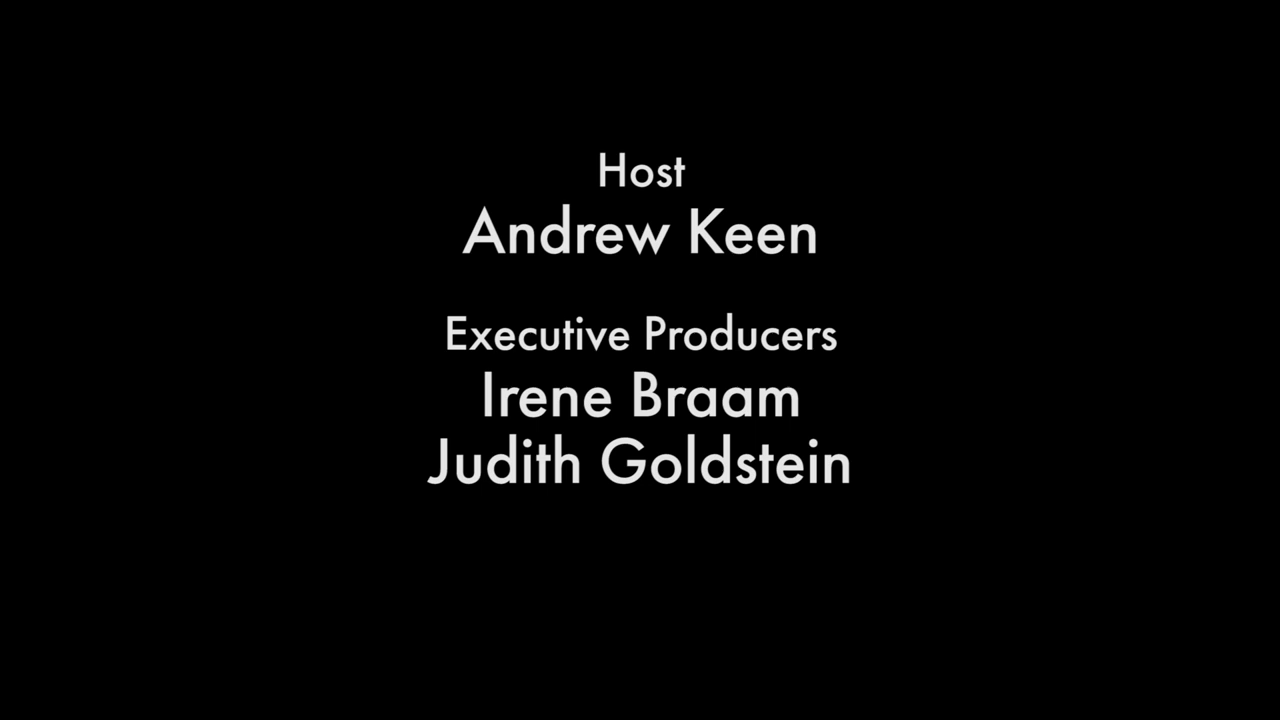 Host
Andrew Keen
Executive Producers
Irene Braam
Judith Goldstein